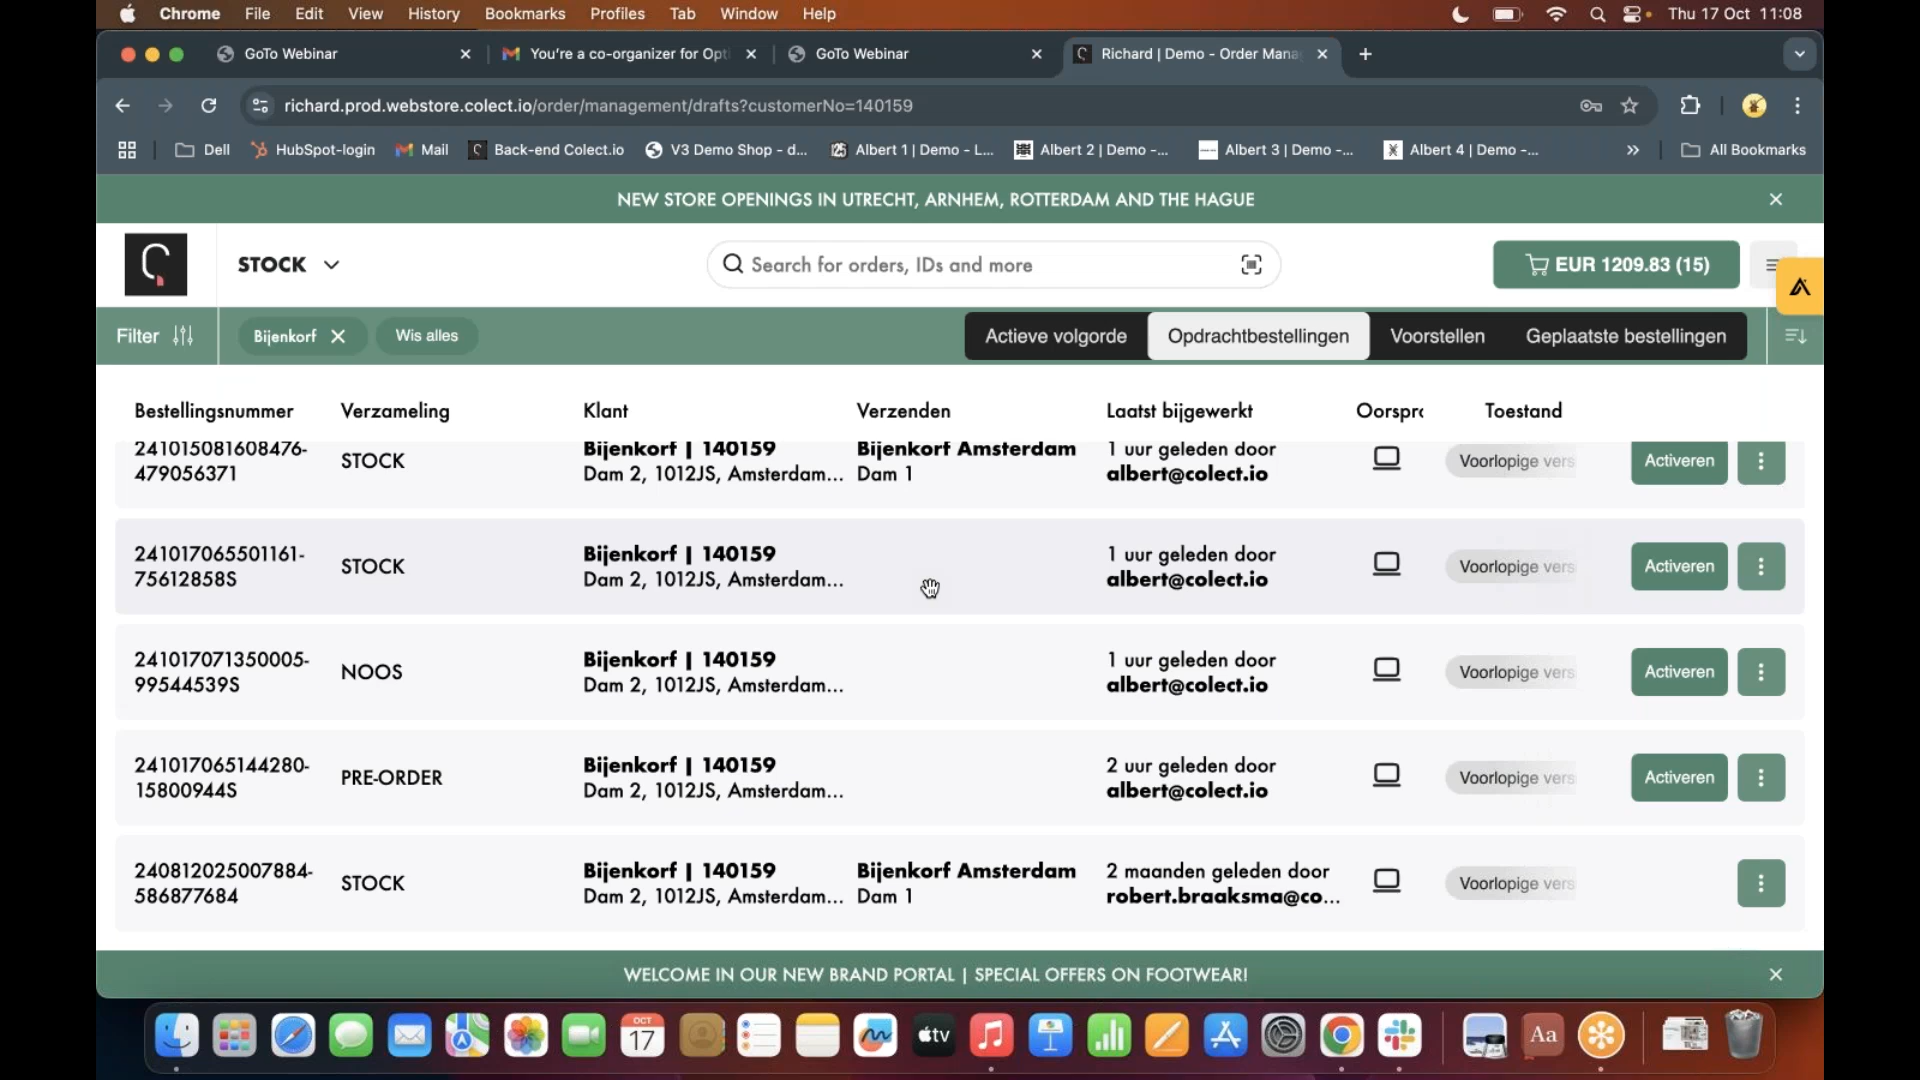 Chrome File Edit View History Bookmarks Profiles Tab Window Help Thu 17 Oct 11:08
GoTo Webinar You're a co-organizer for Opti GoTo Webinar Richard | Demo - Order Mana
richard.prod.webstore.colect.io/order/management/drafts?customerNo=140159
Dell HubSpot-login Mail Back-end Colect.io V3 Demo Shop - d... Albert 1 | Demo - L... Albert 2 | Demo -... Albert 3 | Demo -... Albert 4 | Demo -... All Bookmarks
NEW STORE OPENINGS IN UTRECHT, ARNHEM, ROTTERDAM AND THE HAGUE
STOCK Search for orders, IDs and more EUR 1209.83 (15)
Filter Bijenkorf Wis alles Actieve volgorde Opdrachtbestellingen Voorstellen Geplaatste bestellingen
Bestellingsnummer Verzameling Klant Verzenden Laatst bijgewerkt Oorspro Toestand
241015081608476- Bijenkorf | 140159 Bijenkorf Amsterdam 1 uur geleden door
STOCK Voorlopige vers Activeren
479056371 Dam 2, 1012JS, Amsterdam... Dam 1 albert@colect.io
241017065501161- Bijenkorf | 140159 1 uur geleden door
STOCK Voorlopige vers Activeren
75612858S Dam 2, 1012JS, Amsterdam... albert@colect.io
241017071350005- Bijenkorf | 140159 1 uur geleden door
NOOS Voorlopige vers Activeren
99544539S Dam 2, 1012JS, Amsterdam... albert@colect.io
241017065144280- Bijenkorf | 140159 2 uur geleden door
PRE-ORDER Voorlopige vers Activeren
15800944S Dam 2, 1012JS, Amsterdam... albert@colect.io
240812025007884- Bijenkorf | 140159 Bijenkorf Amsterdam 2 maanden geleden door
STOCK Voorlopige vers
586877684 Dam 2, 1012JS, Amsterdam... Dam 1 robert.braaksma@co...
WELCOME IN OUR NEW BRAND PORTAL | SPECIAL OFFERS ON FOOTWEAR!
OCT
17 tv Aa